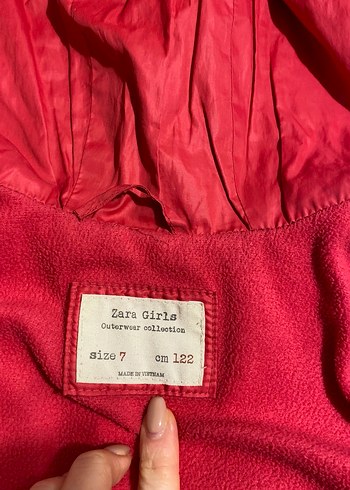 Zara Girls
Outerwear collection
size 7 cm 122
MADE IN VIETNAM